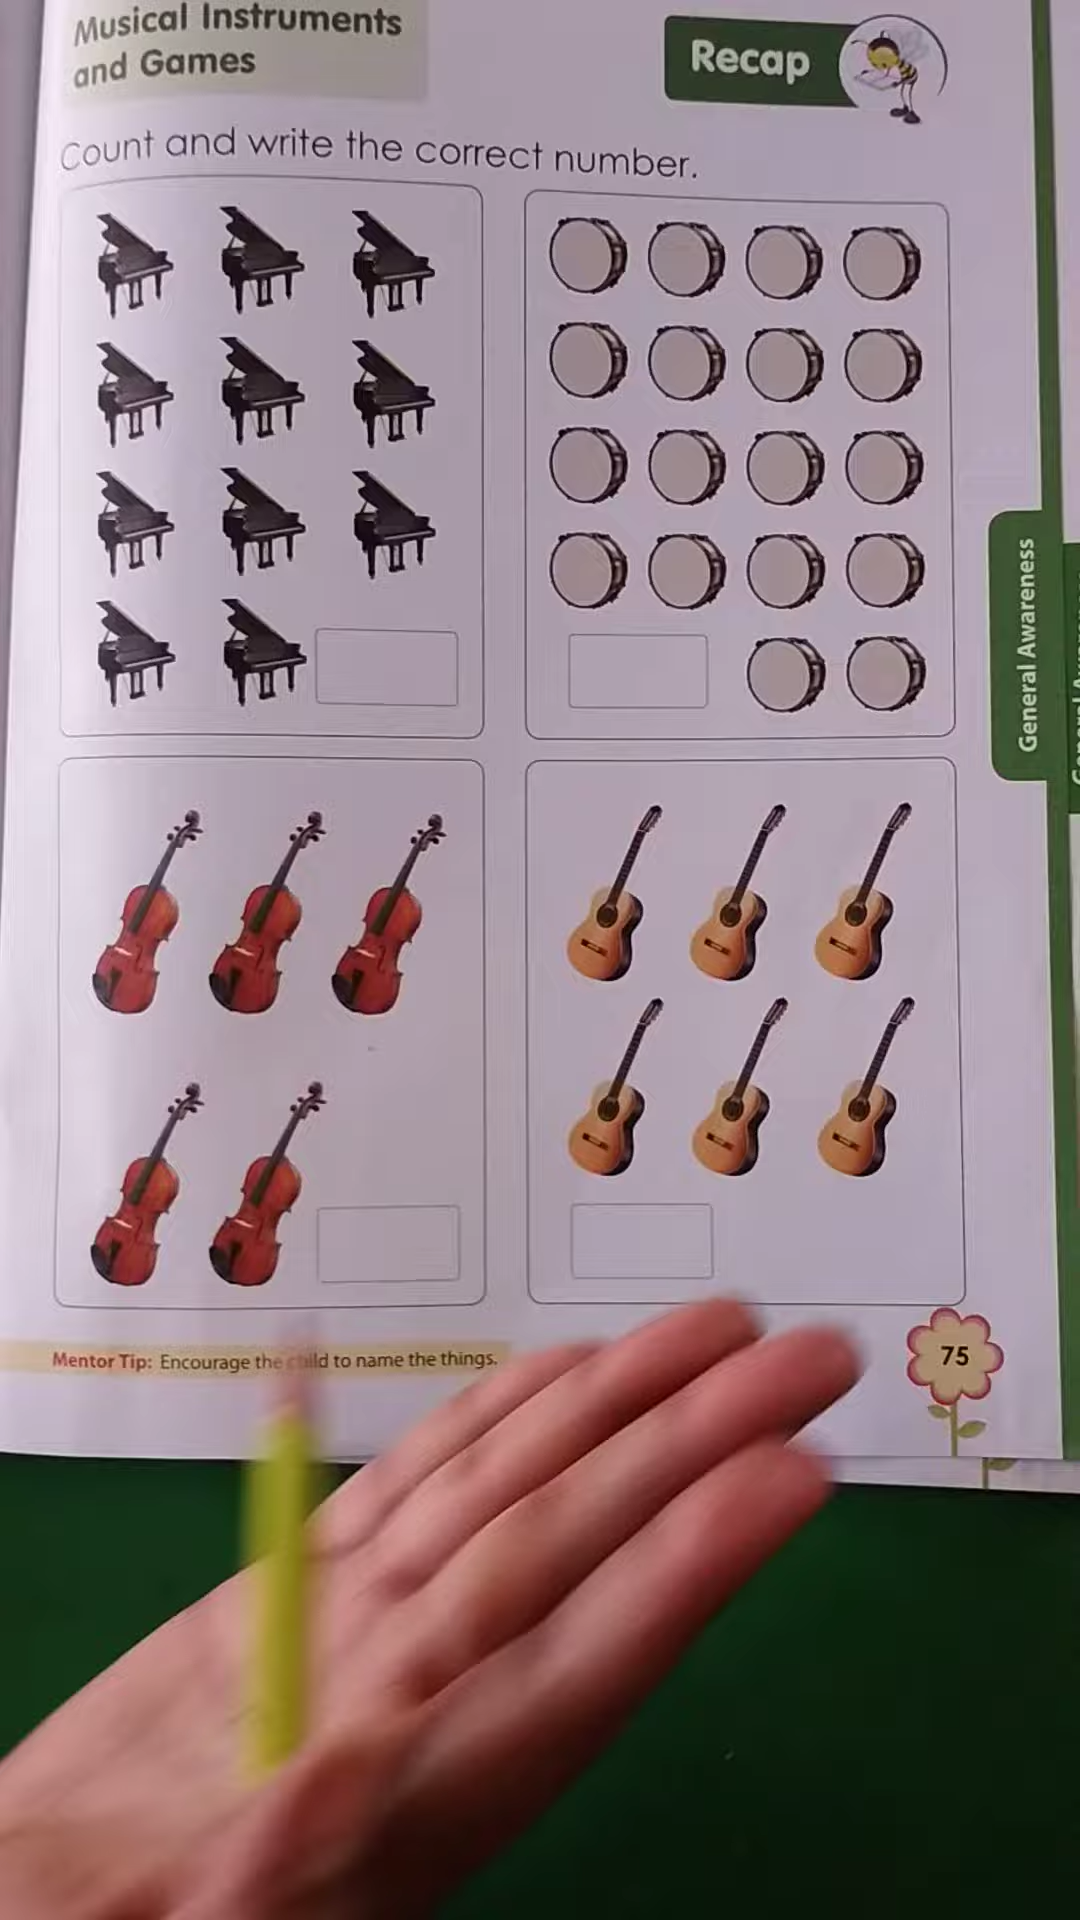 Musical Instruments
and Games
Recap
Count and write the correct number.
General Awareness
Mentor Tip: Encourage the child to name the things.
75